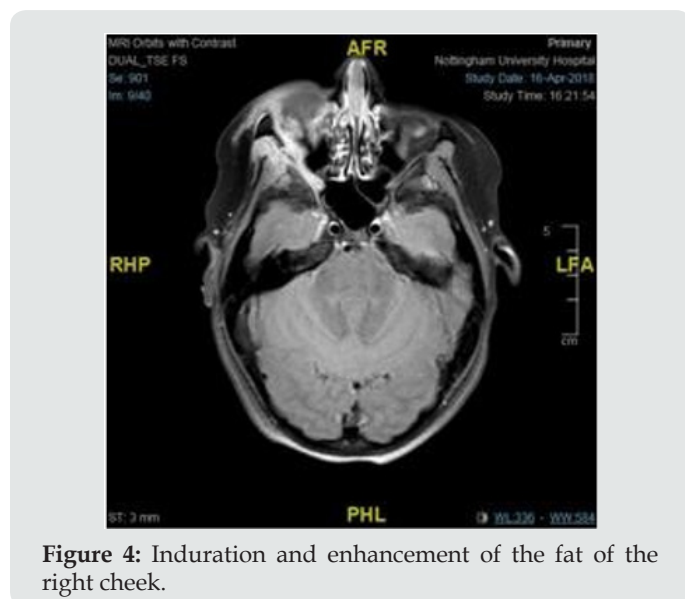 MRI Orbits with Contrast
DUAL_TSE FS
Se: 901
Im: 9/40
AFR
Primary
Nottingham University Hospital
Study Date: 16-Apr-2018
Study Time: 16:21:54
RHP
5
LFA
cm
ST: 3 mm
PHL
WL:336 - WW:584
Figure 4: Induration and enhancement of the fat of the
right cheek.